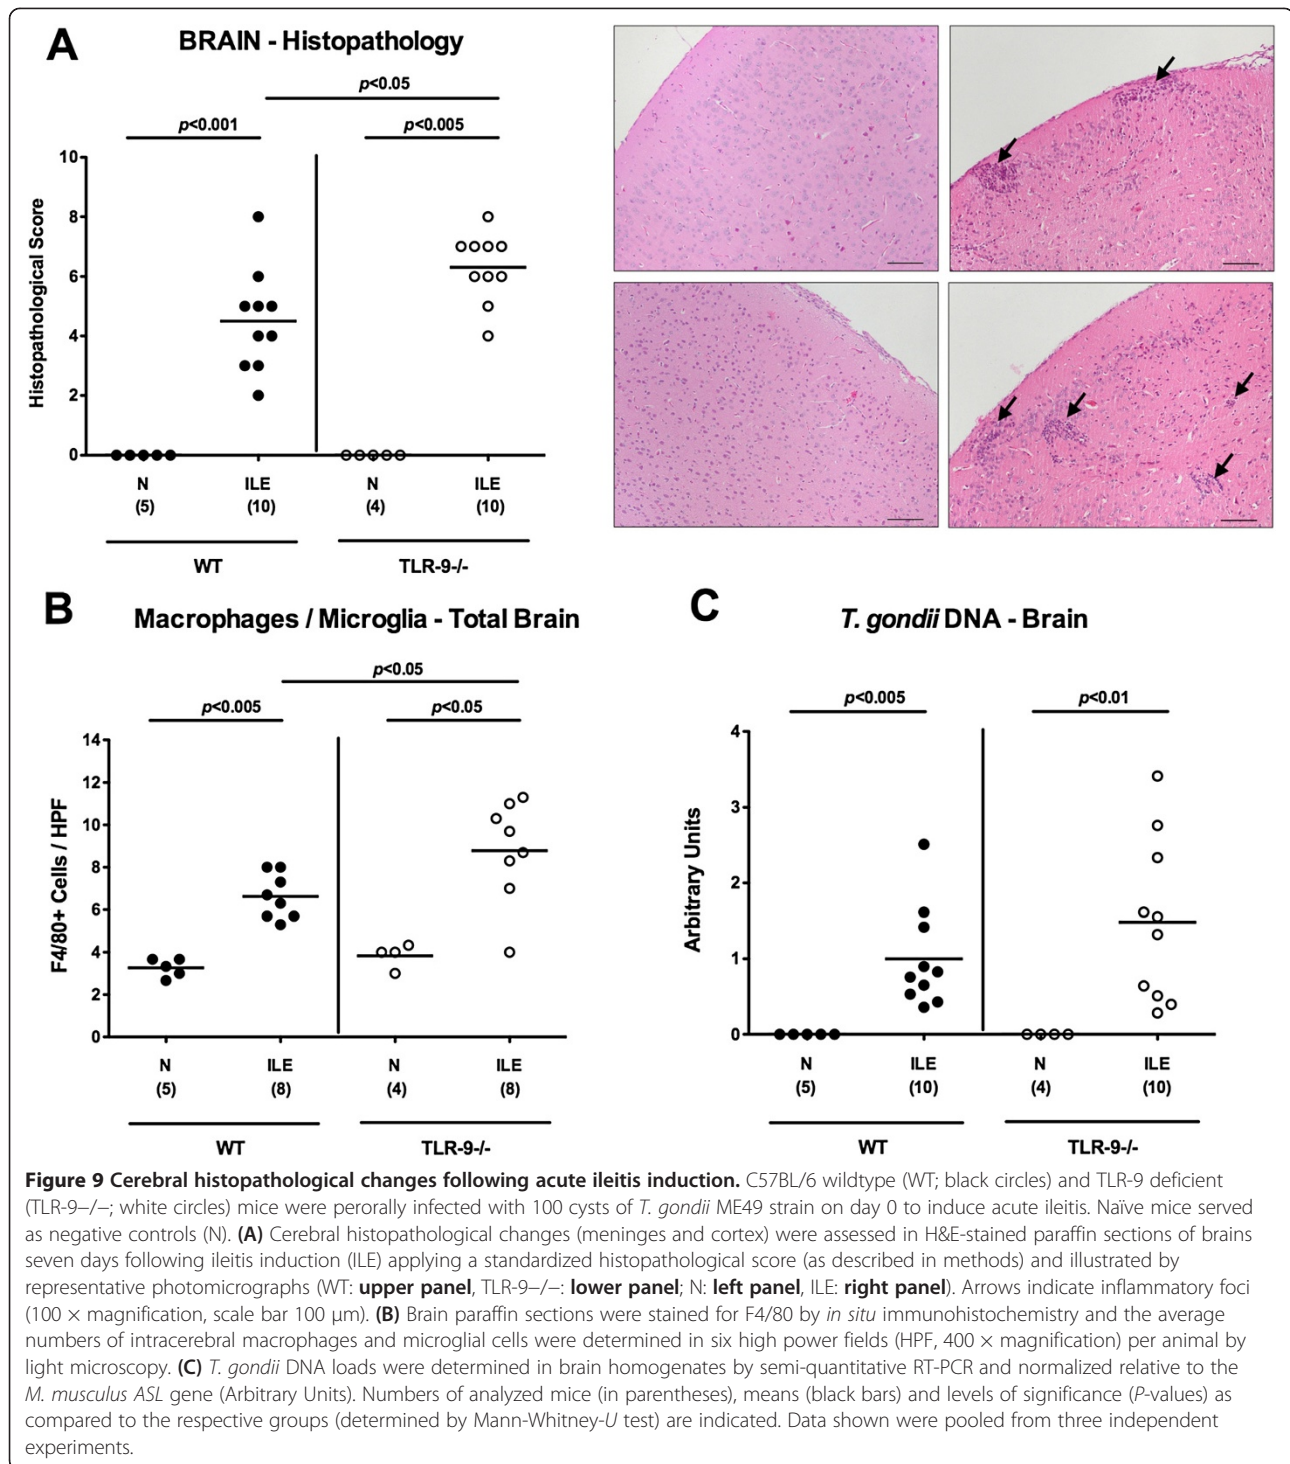 A
BRAIN - Histopathology
p<0.05
p<0.001
p<0.005
Histopathological Score
10
8
6
4
2
0
N
ILE
N
ILE
(5)
(10)
(4)
(10)
WT
TLR-9-/-
B
Macrophages / Microglia - Total Brain
p<0.05
p<0.005
p<0.05
F4/80+ Cells / HPF
14
12
10
8
6
4
2
0
N
ILE
N
ILE
(5)
(8)
(4)
(8)
WT
TLR-9-/-
C
T. gondii DNA - Brain
p<0.005
p<0.01
Arbitrary Units
4
3
2
1
0
N
ILE
N
ILE
(5)
(10)
(4)
(10)
WT
TLR-9-/-
Figure 9 Cerebral histopathological changes following acute ileitis induction. C57BL/6 wildtype (WT; black circles) and TLR-9 deficient
(TLR-9−/−; white circles) mice were perorally infected with 100 cysts of T. gondii ME49 strain on day 0 to induce acute ileitis. Naïve mice served
as negative controls (N). (A) Cerebral histopathological changes (meninges and cortex) were assessed in H&E-stained paraffin sections of brains
seven days following ileitis induction (ILE) applying a standardized histopathological score (as described in methods) and illustrated by
representative photomicrographs (WT: upper panel, TLR-9−/−: lower panel; N: left panel, ILE: right panel). Arrows indicate inflammatory foci
(100 × magnification, scale bar 100 μm). (B) Brain paraffin sections were stained for F4/80 by in situ immunohistochemistry and the average
numbers of intracerebral macrophages and microglial cells were determined in six high power fields (HPF, 400 × magnification) per animal by
light microscopy. (C) T. gondii DNA loads were determined in brain homogenates by semi-quantitative RT-PCR and normalized relative to the
M. musculus ASL gene (Arbitrary Units). Numbers of analyzed mice (in parentheses), means (black bars) and levels of significance (P-values) as
compared to the respective groups (determined by Mann-Whitney-U test) are indicated. Data shown were pooled from three independent
experiments.